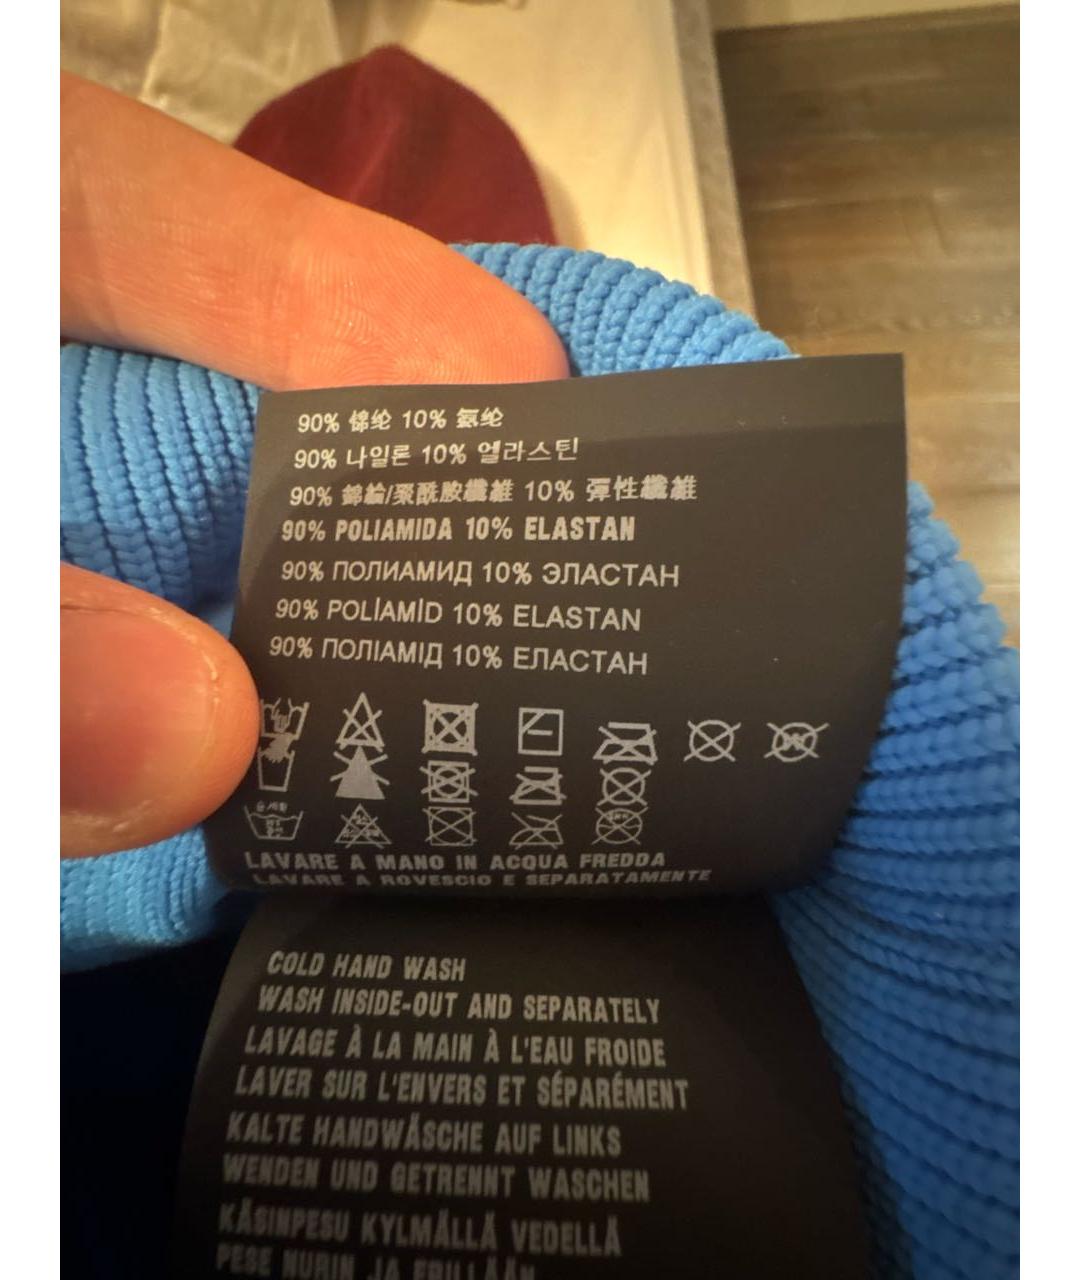 90% 锦纶 10% 氨纶
90% 나일론 10% 엘라스틴
90% 錦綸/聚酰胺纖維 10% 彈性纖維
90% POLIAMIDA 10% ELASTAN
90% ПОЛИАМИД 10% ЭЛАСТАН
90% POLİAMİD 10% ELASTAN
90% ПОЛІАМІД 10% ЕЛАСТАН
LAVARE A MANO IN ACQUA FREDDA
LAVARE A ROVESCIO E SEPARATAMENTE
COLD HAND WASH
WASH INSIDE-OUT AND SEPARATELY
LAVAGE À LA MAIN À L'EAU FROIDE
LAVER SUR L'ENVERS ET SÉPARÉMENT
KALTE HANDWÄSCHE AUF LINKS
WENDEN UND GETRENNT WASCHEN
KÄSINPESU KYLMÄLLÄ VEDELLÄ
PESE NURIN JA ERILLÄÄN